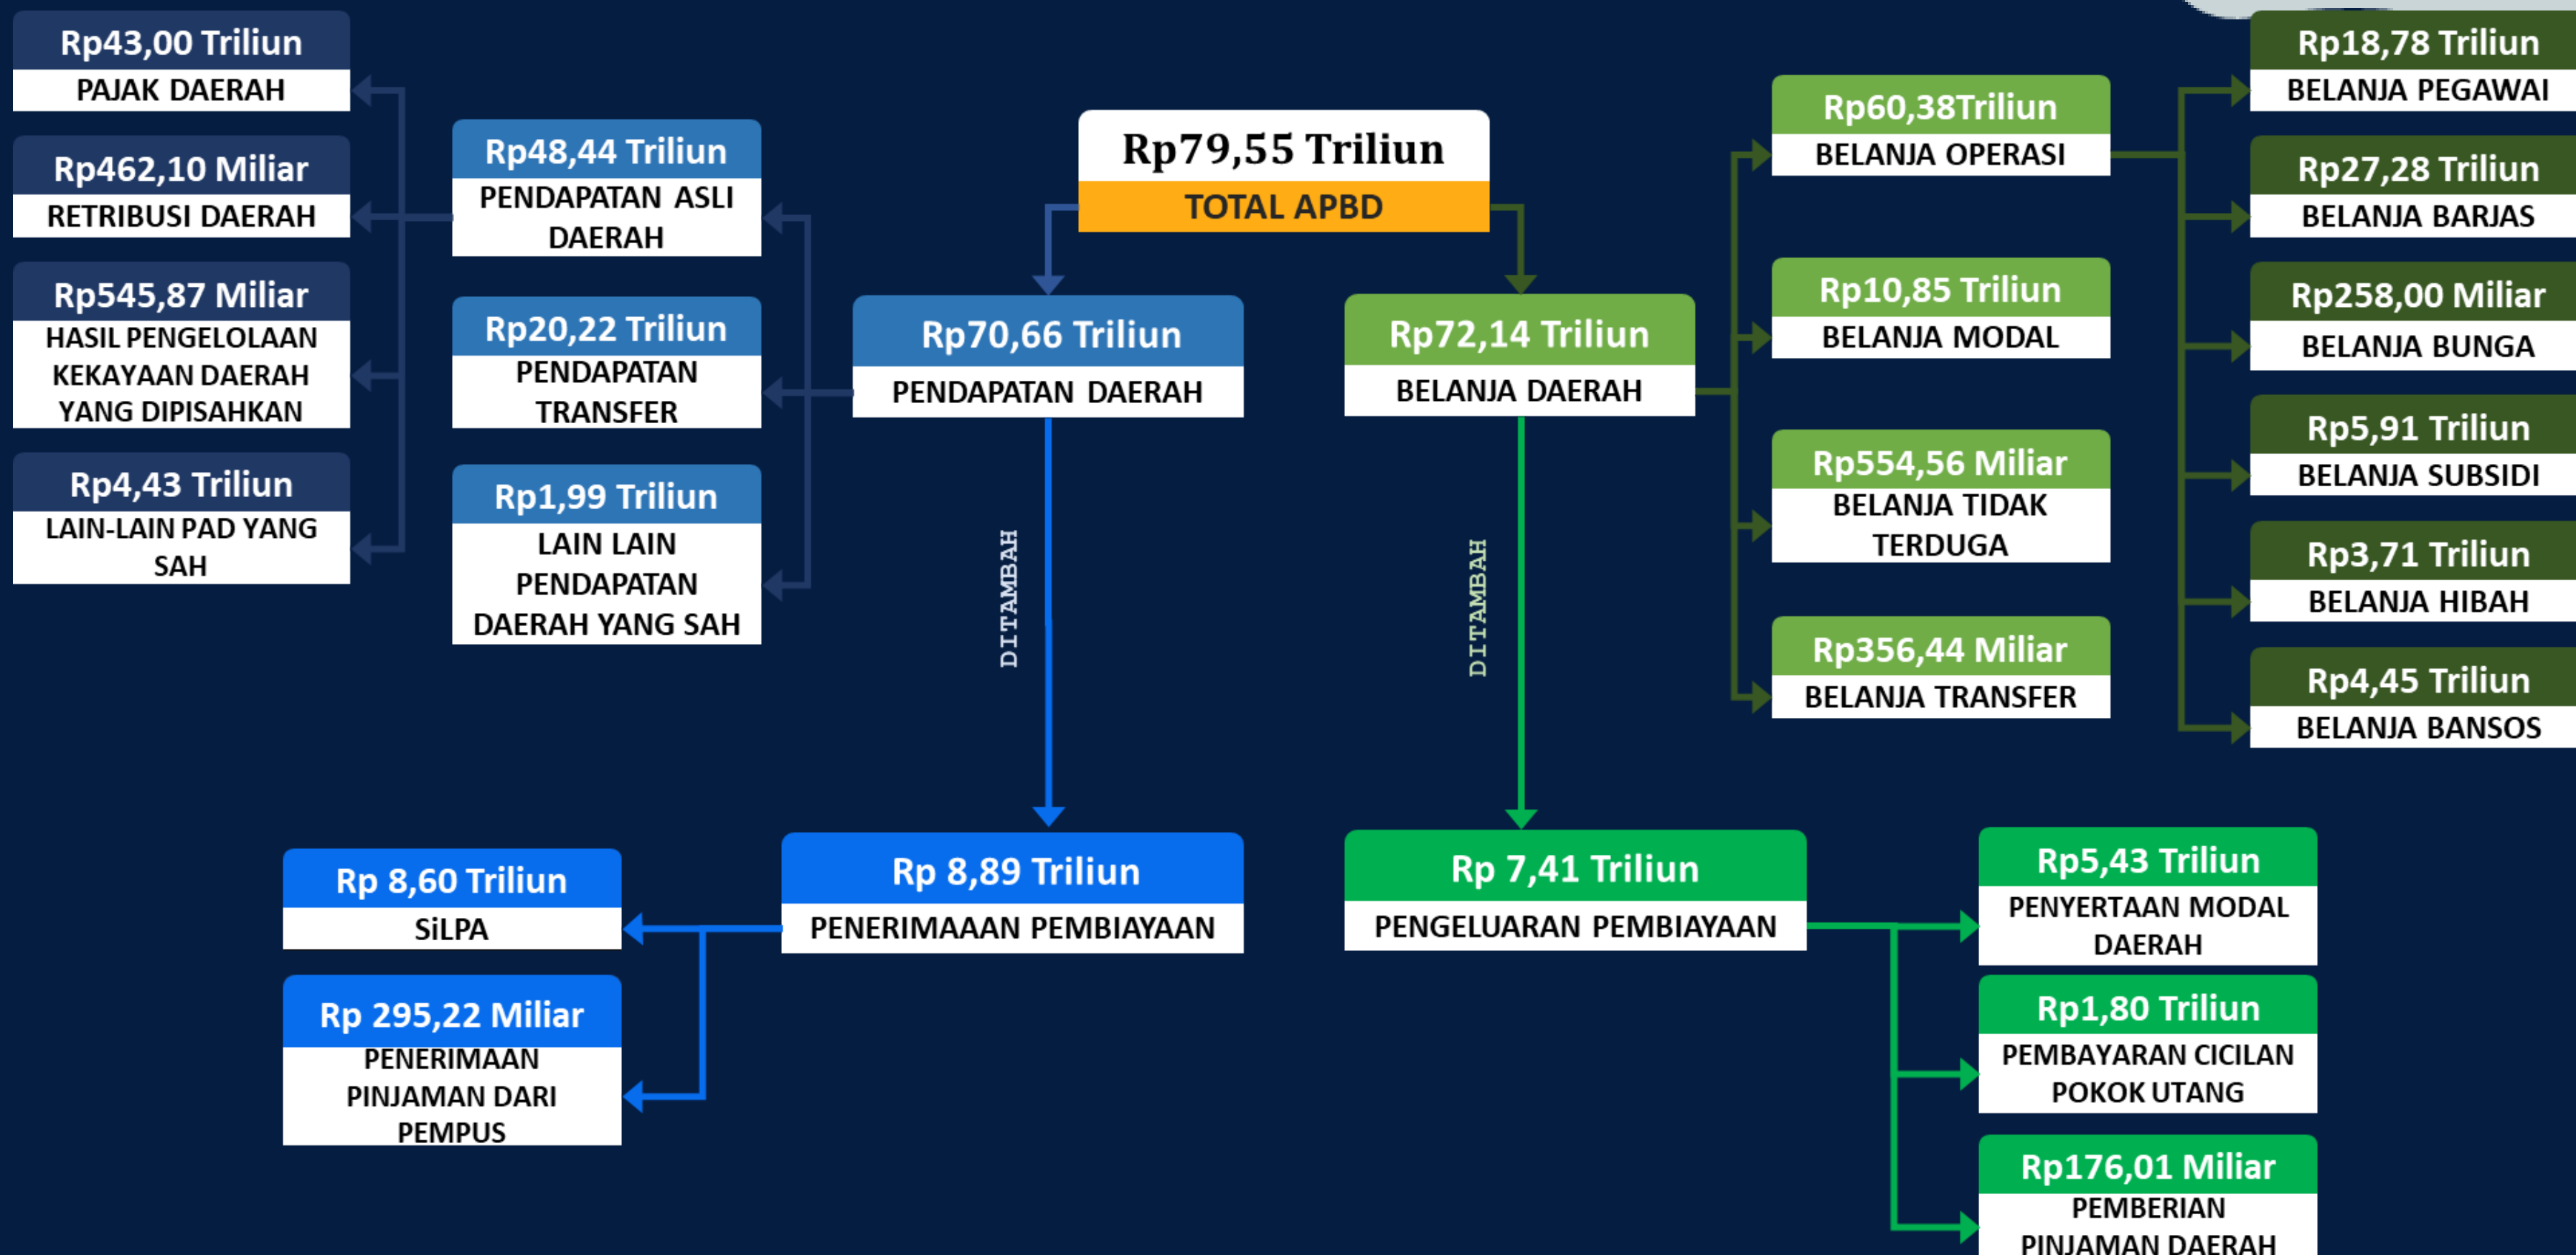 Rp79,55 Triliun
TOTAL APBD
Rp70,66 Triliun
PENDAPATAN DAERAH
Rp48,44 Triliun
PENDAPATAN ASLI
DAERAH
Rp43,00 Triliun
PAJAK DAERAH
Rp462,10 Miliar
RETRIBUSI DAERAH
Rp545,87 Miliar
HASIL PENGELOLAAN
KEKAYAAN DAERAH
YANG DIPISAHKAN
Rp4,43 Triliun
LAIN-LAIN PAD YANG
SAH
Rp20,22 Triliun
PENDAPATAN
TRANSFER
Rp1,99 Triliun
LAIN LAIN
PENDAPATAN
DAERAH YANG SAH
DITAMBAH
Rp 8,89 Triliun
PENERIMAAAN PEMBIAYAAN
Rp 8,60 Triliun
SiLPA
Rp 295,22 Miliar
PENERIMAAN
PINJAMAN DARI
PEMPUS
Rp72,14 Triliun
BELANJA DAERAH
Rp60,38Triliun
BELANJA OPERASI
Rp18,78 Triliun
BELANJA PEGAWAI
Rp27,28 Triliun
BELANJA BARJAS
Rp258,00 Miliar
BELANJA BUNGA
Rp5,91 Triliun
BELANJA SUBSIDI
Rp3,71 Triliun
BELANJA HIBAH
Rp4,45 Triliun
BELANJA BANSOS
Rp10,85 Triliun
BELANJA MODAL
Rp554,56 Miliar
BELANJA TIDAK
TERDUGA
Rp356,44 Miliar
BELANJA TRANSFER
DITAMBAH
Rp 7,41 Triliun
PENGELUARAN PEMBIAYAAN
Rp5,43 Triliun
PENYERTAAN MODAL
DAERAH
Rp1,80 Triliun
PEMBAYARAN CICILAN
POKOK UTANG
Rp176,01 Miliar
PEMBERIAN
PINJAMAN DAERAH